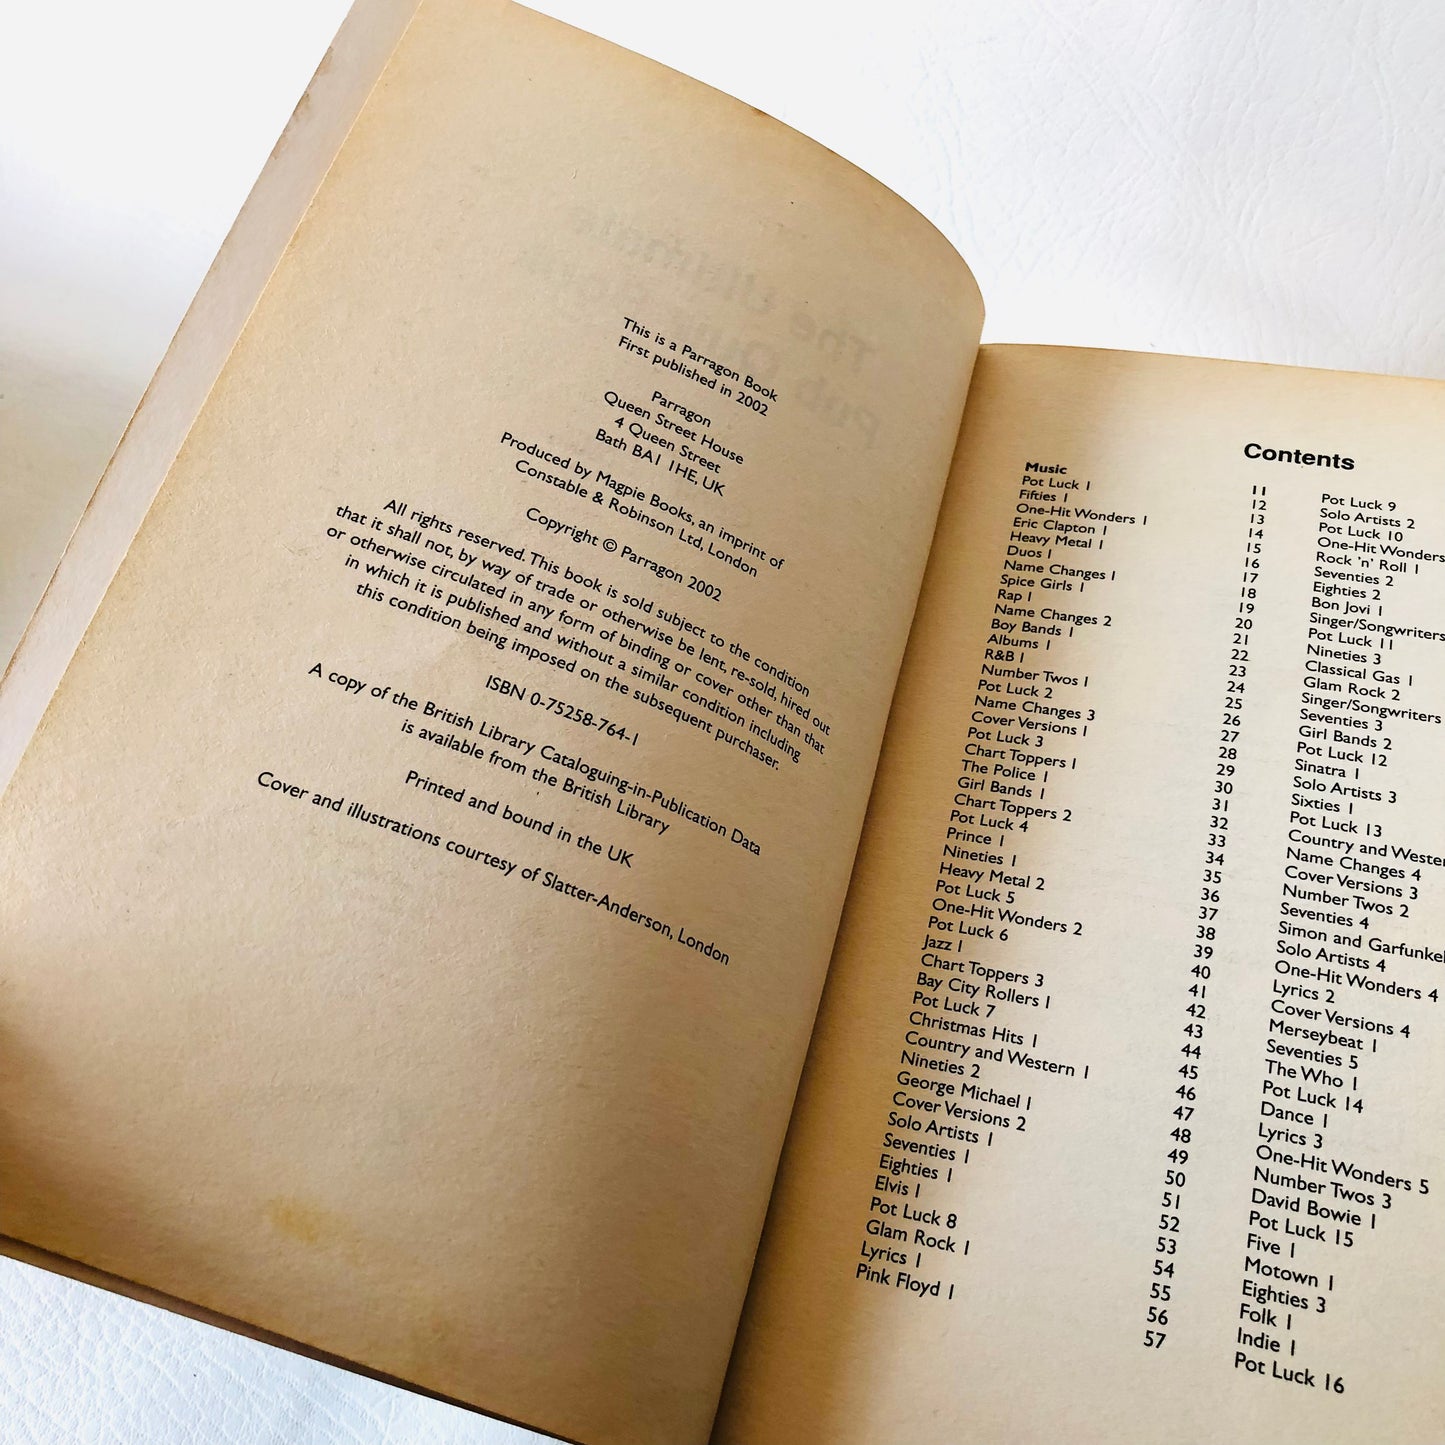 This is a Parragon Book
First published in 2002
Parragon
Queen Street House
4 Queen Street
Bath BA1 1HE, UK
Produced by Magpie Books, an imprint of
Constable & Robinson Ltd, London
Copyright © Parragon 2002
All rights reserved. This book is sold subject to the condition
that it shall not, by way of trade or otherwise be lent, re-sold, hired out
or otherwise circulated in any form of binding or cover other than that
in which it is published and without a similar condition including
this condition being imposed on the subsequent purchaser.
ISBN 0-75258-764-1
A copy of the British Library Cataloguing-in-Publication Data
is available from the British Library
Printed and bound in the UK
Cover and illustrations courtesy of Slatter-Anderson, London
Contents
Music
Pot Luck 1
Fifties 1
One-Hit Wonders 1
Eric Clapton 1
Heavy Metal 1
Duos 1
Name Changes 1
Spice Girls 1
Rap 1
Name Changes 2
Boy Bands 1
Albums 1
R&B 1
Number Twos 1
Pot Luck 2
Name Changes 3
Cover Versions 1
Pot Luck 3
Chart Toppers 1
The Police 1
Girl Bands 1
Chart Toppers 2
Pot Luck 4
Prince 1
Nineties 1
Heavy Metal 2
Pot Luck 5
One-Hit Wonders 2
Pot Luck 6
Jazz 1
Chart Toppers 3
Bay City Rollers 1
Pot Luck 7
Christmas Hits 1
Country and Western 1
Nineties 2
George Michael 1
Cover Versions 2
Solo Artists 1
Seventies 1
Eighties 1
Elvis 1
Pot Luck 8
Glam Rock 1
Lyrics 1
Pink Floyd 1
11
12
13
14
15
16
17
18
19
20
21
22
23
24
25
26
27
28
29
30
31
32
33
34
35
36
37
38
39
40
41
42
43
44
45
46
47
48
49
50
51
52
53
54
55
56
57
Pot Luck 9
Solo Artists 2
Pot Luck 10
One-Hit Wonders
Rock 'n' Roll 1
Seventies 2
Eighties 2
Bon Jovi 1
Singer/Songwriters
Pot Luck 11
Nineties 3
Classical Gas 1
Glam Rock 2
Singer/Songwriters
Seventies 3
Girl Bands 2
Pot Luck 12
Sinatra 1
Solo Artists 3
Sixties 1
Pot Luck 13
Country and Wester
Name Changes 4
Cover Versions 3
Number Twos 2
Seventies 4
Simon and Garfunkel
Solo Artists 4
One-Hit Wonders 4
Lyrics 2
Cover Versions 4
Merseybeat 1
Seventies 5
The Who 1
Pot Luck 14
Dance 1
Lyrics 3
One-Hit Wonders 5
Number Twos 3
David Bowie 1
Pot Luck 15
Five 1
Motown 1
Eighties 3
Folk 1
Indie 1
Pot Luck 16